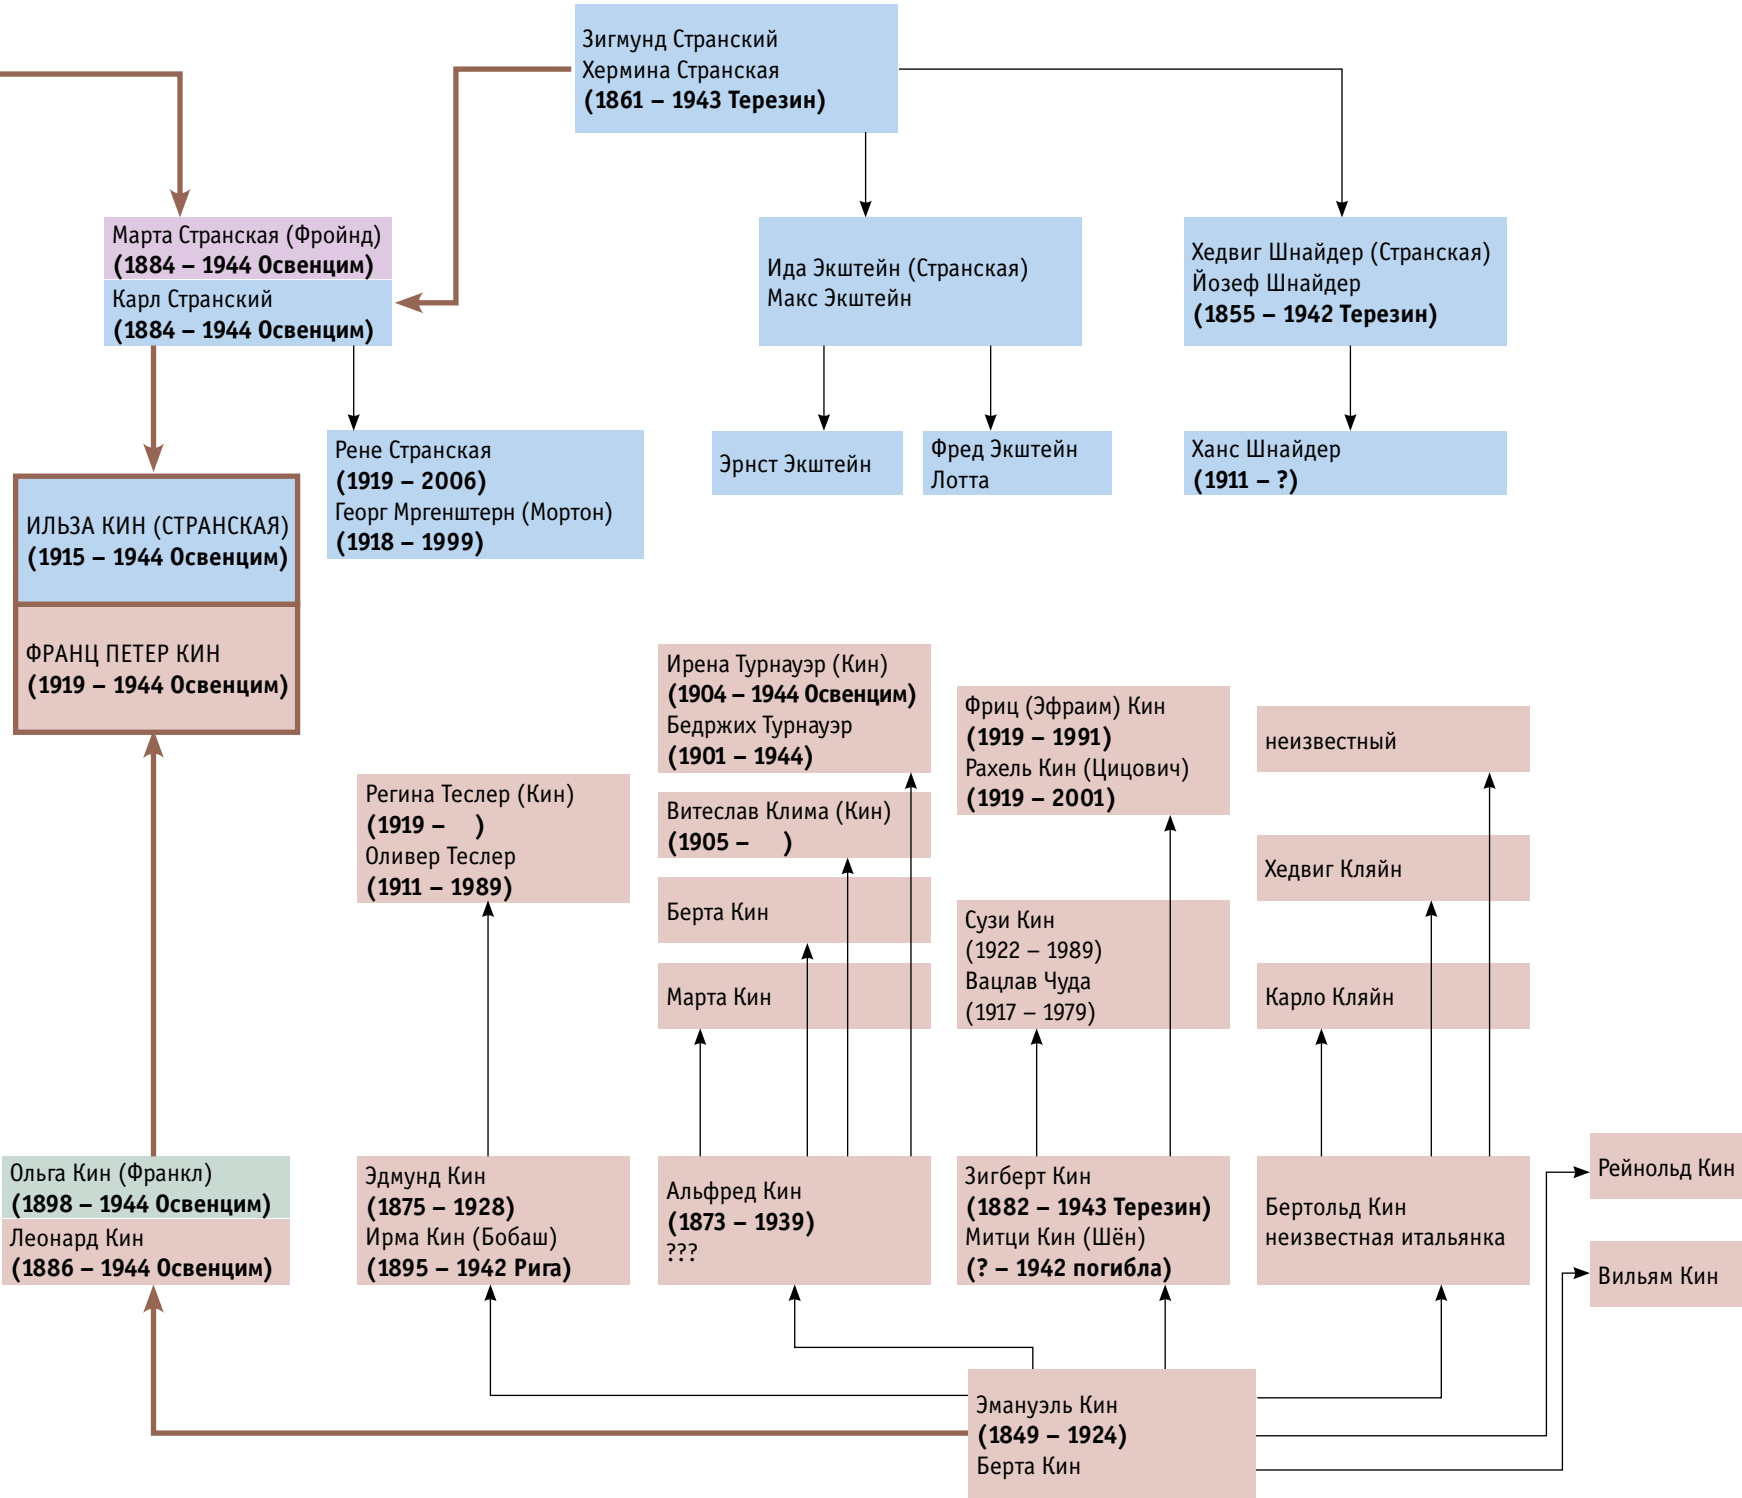 Зигмунд Странский
Хермина Странская
(1861 – 1943 Терезин)
Марта Странская (Фройнд)
(1884 – 1944 Освенцим)
Карл Странский
(1884 – 1944 Освенцим)
Ида Экштейн (Странская)
Макс Экштейн
Хедвиг Шнайдер (Странская)
Йозеф Шнайдер
(1855 – 1942 Терезин)
Рене Странская
(1919 – 2006)
Георг Мргенштерн (Мортон)
(1918 – 1999)
Эрнст Экштейн
Фред Экштейн
Лотта
Ханс Шнайдер
(1911 – ?)
ИЛЬЗА КИН (СТРАНСКАЯ)
(1915 – 1944 Освенцим)
ФРАНЦ ПЕТЕР КИН
(1919 – 1944 Освенцим)
Регина Теслер (Кин)
(1919 – )
Оливер Теслер
(1911 – 1989)
Ирена Турнауэр (Кин)
(1904 – 1944 Освенцим)
Бедржих Турнауэр
(1901 – 1944)
Витеслав Клима (Кин)
(1905 – )
Берта Кин
Марта Кин
Фриц (Эфраим) Кин
(1919 – 1991)
Рахель Кин (Цицович)
(1919 – 2001)
Сузи Кин
(1922 – 1989)
Вацлав Чуда
(1917 – 1979)
неизвестный
Хедвиг Кляйн
Карло Кляйн
Ольга Кин (Франкл)
(1898 – 1944 Освенцим)
Леонард Кин
(1886 – 1944 Освенцим)
Эдмунд Кин
(1875 – 1928)
Ирма Кин (Бобаш)
(1895 – 1942 Рига)
Альфред Кин
(1873 – 1939)
???
Зигберт Кин
(1882 – 1943 Терезин)
Митци Кин (Шён)
(? – 1942 погибла)
Бертольд Кин
неизвестная итальянка
Рейнольд Кин
Вильям Кин
Эмануэль Кин
(1849 – 1924)
Берта Кин